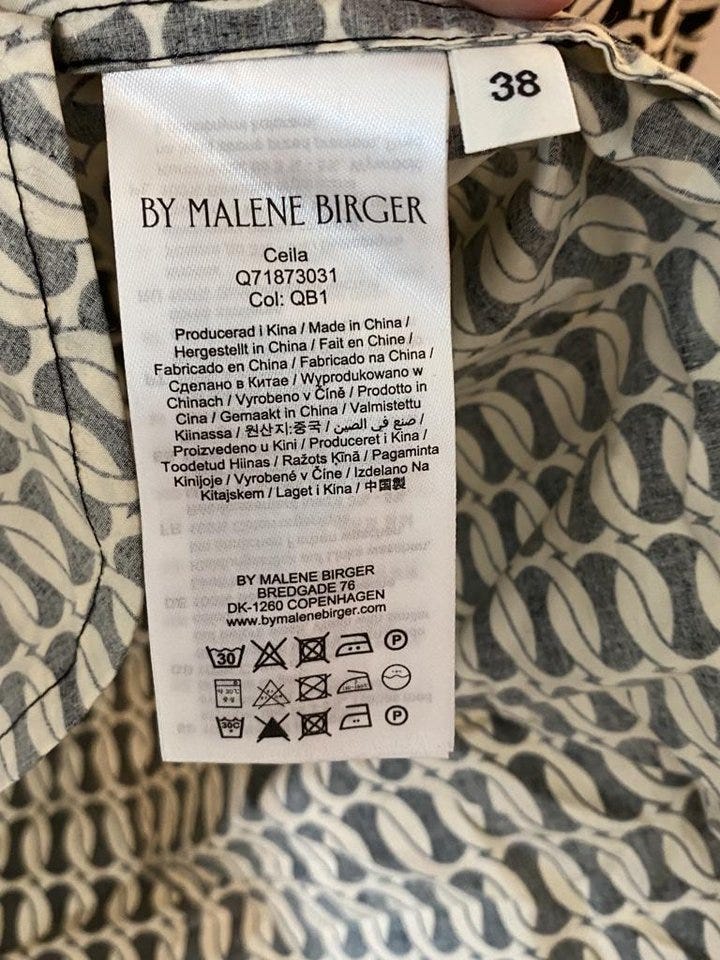 38
BY MALENE BIRGER
Ceila
Q71873031
Col: QB1
Producerad i Kina / Made in China /
Hergestellt in China / Fait en Chine /
Fabricado en China / Fabricado na China /
Сделано в Китае / Wyprodukowano w
Chinach / Vyrobeno v Číně / Prodotto in
Cina / Gemaakt in China / Valmistettu
Kiinassa / 원산지:중국 / صنع في الصين /
Proizvedeno u Kini / Produceret i Kina /
Toodetud Hiinas / Ražots Ķīnā / Pagaminta
Kinijoje / Vyrobené v Číne / Izdelano Na
Kitajskem / Laget i Kina / 中国製
BY MALENE BIRGER
BREDGADE 76
DK-1260 COPENHAGEN
www.bymalenebirger.com
30 P
30C P